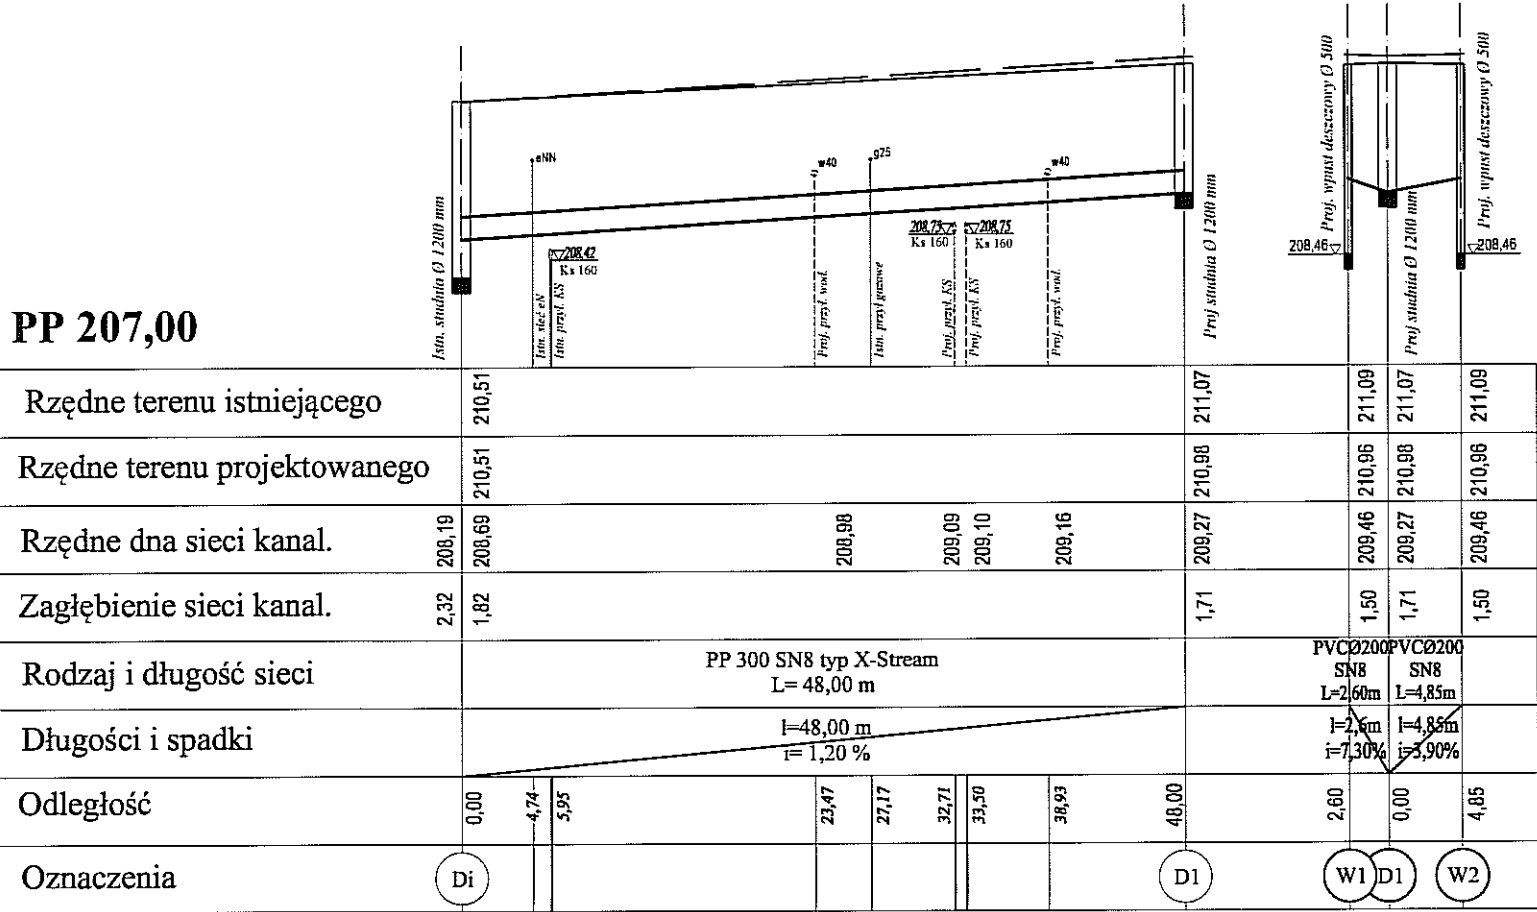 Proj. wpust deszczowy Ø 500
Proj. wpust deszczowy Ø 500
eNN
w40
g25
w40
Istn. studnia Ø 1200 mm
Proj studnia Ø 1200 mm
Proj studnia Ø 1200 mm
208,42
Ks 160
208,75
Ks 160
208,75
Ks 160
208,46
208,46
Istn. sieć eN
Istn. przył. KS
Proj. przył. wod.
Istn. przył gazowe
Proj. przył. KS
Proj. przył. KS
Proj. przył. wod.
PP 207,00
Rzędne terenu istniejącego
210,51
211,07
211,09
211,07
211,09
Rzędne terenu projektowanego
210,51
210,98
210,96
210,98
210,96
Rzędne dna sieci kanal.
208,19
208,69
208,98
209,09
209,10
209,16
209,27
209,46
209,27
209,46
Zagłębienie sieci kanal.
2,32
1,82
1,71
1,50
1,71
1,50
Rodzaj i długość sieci
PP 300 SN8 typ X-Stream
L= 48,00 m
PVCØ200
SN8
L=2,60m
PVCØ200
SN8
L=4,85m
Długości i spadki
l=48,00 m
i= 1,20 %
l=2,6m
i=7,30%
l=4,85m
i=3,90%
Odległość
0,00
4,74
5,95
23,47
27,17
32,71
33,50
38,93
48,00
2,60
0,00
4,85
Oznaczenia
Di
D1
W1
D1
W2